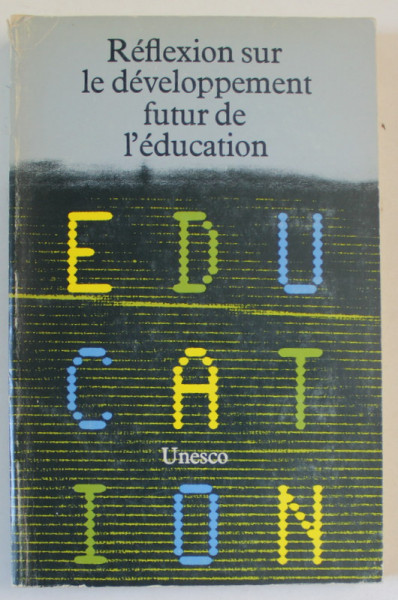 Réflexion sur
le développement
futur de
l'éducation
EDU
CAT
Unesco
ION